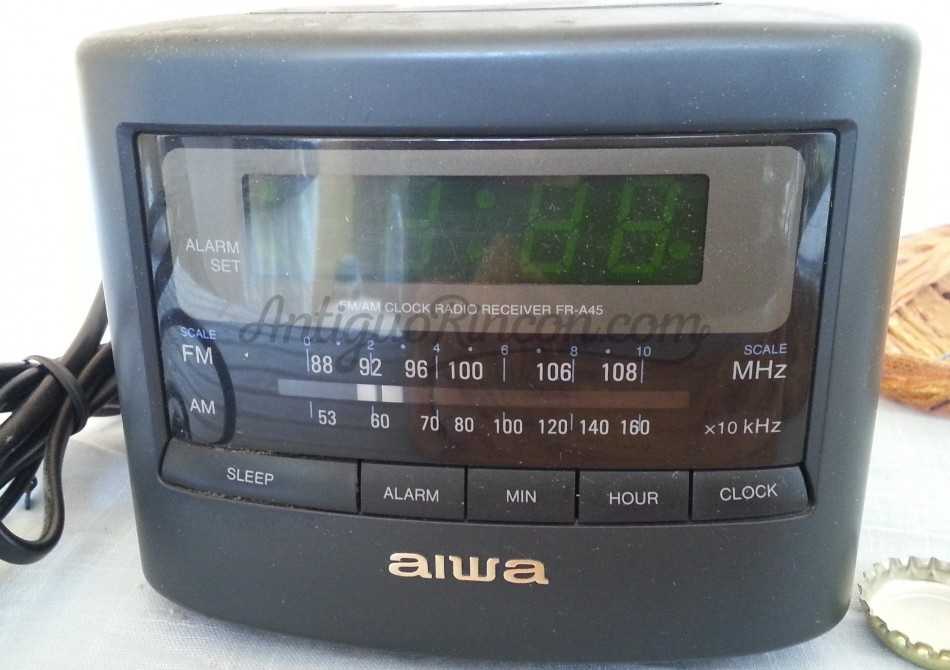 ALARM
SET
FM/AM CLOCK RADIO RECEIVER FR-A45
AntiguoRincon.com
SCALE 0 2 4 6 8 10 SCALE
FM 88 92 96 100 106 108 MHz
AM 53 60 70 80 100 120 140 160 ×10 kHz
SLEEP ALARM MIN HOUR CLOCK
aiwa